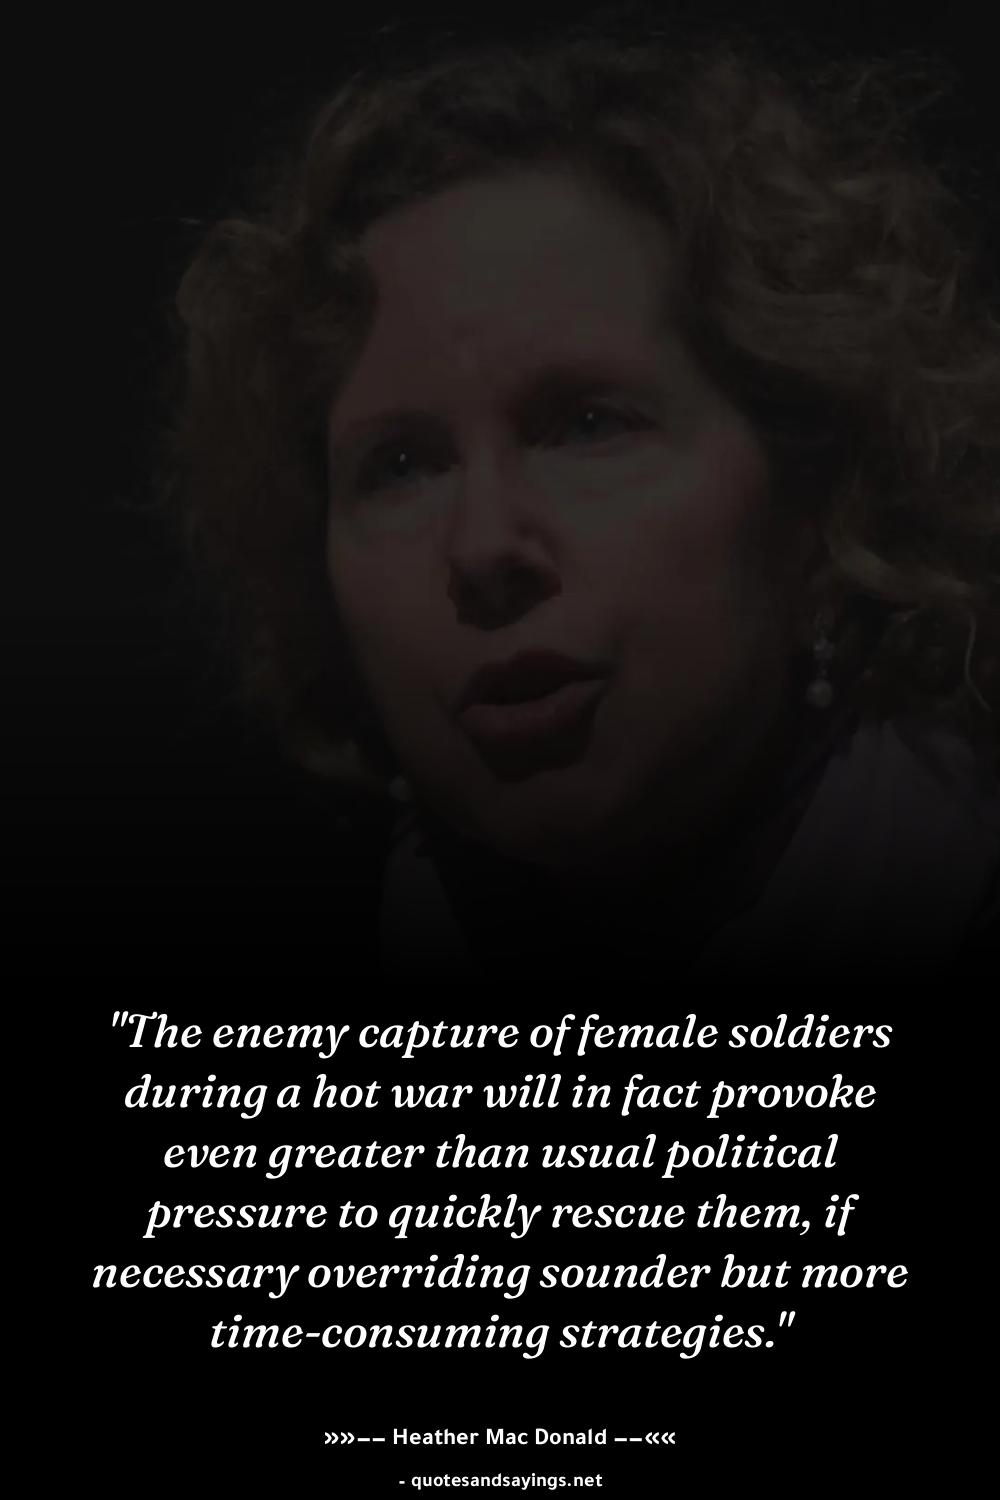 "The enemy capture of female soldiers
during a hot war will in fact provoke
even greater than usual political
pressure to quickly rescue them, if
necessary overriding sounder but more
time-consuming strategies."
»»-- Heather Mac Donald --««
- quotesandsayings.net